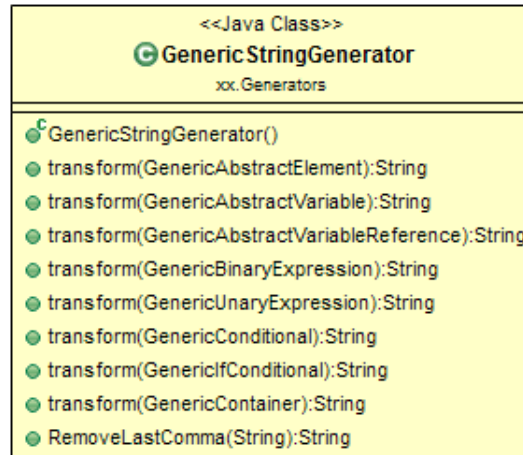 <<Java Class>>
GenericStringGenerator
xx.Generators
GenericStringGenerator()
transform(GenericAbstractElement):String
transform(GenericAbstractVariable):String
transform(GenericAbstractVariableReference):String
transform(GenericBinaryExpression):String
transform(GenericUnaryExpression):String
transform(GenericConditional):String
transform(GenericIfConditional):String
transform(GenericContainer):String
RemoveLastComma(String):String